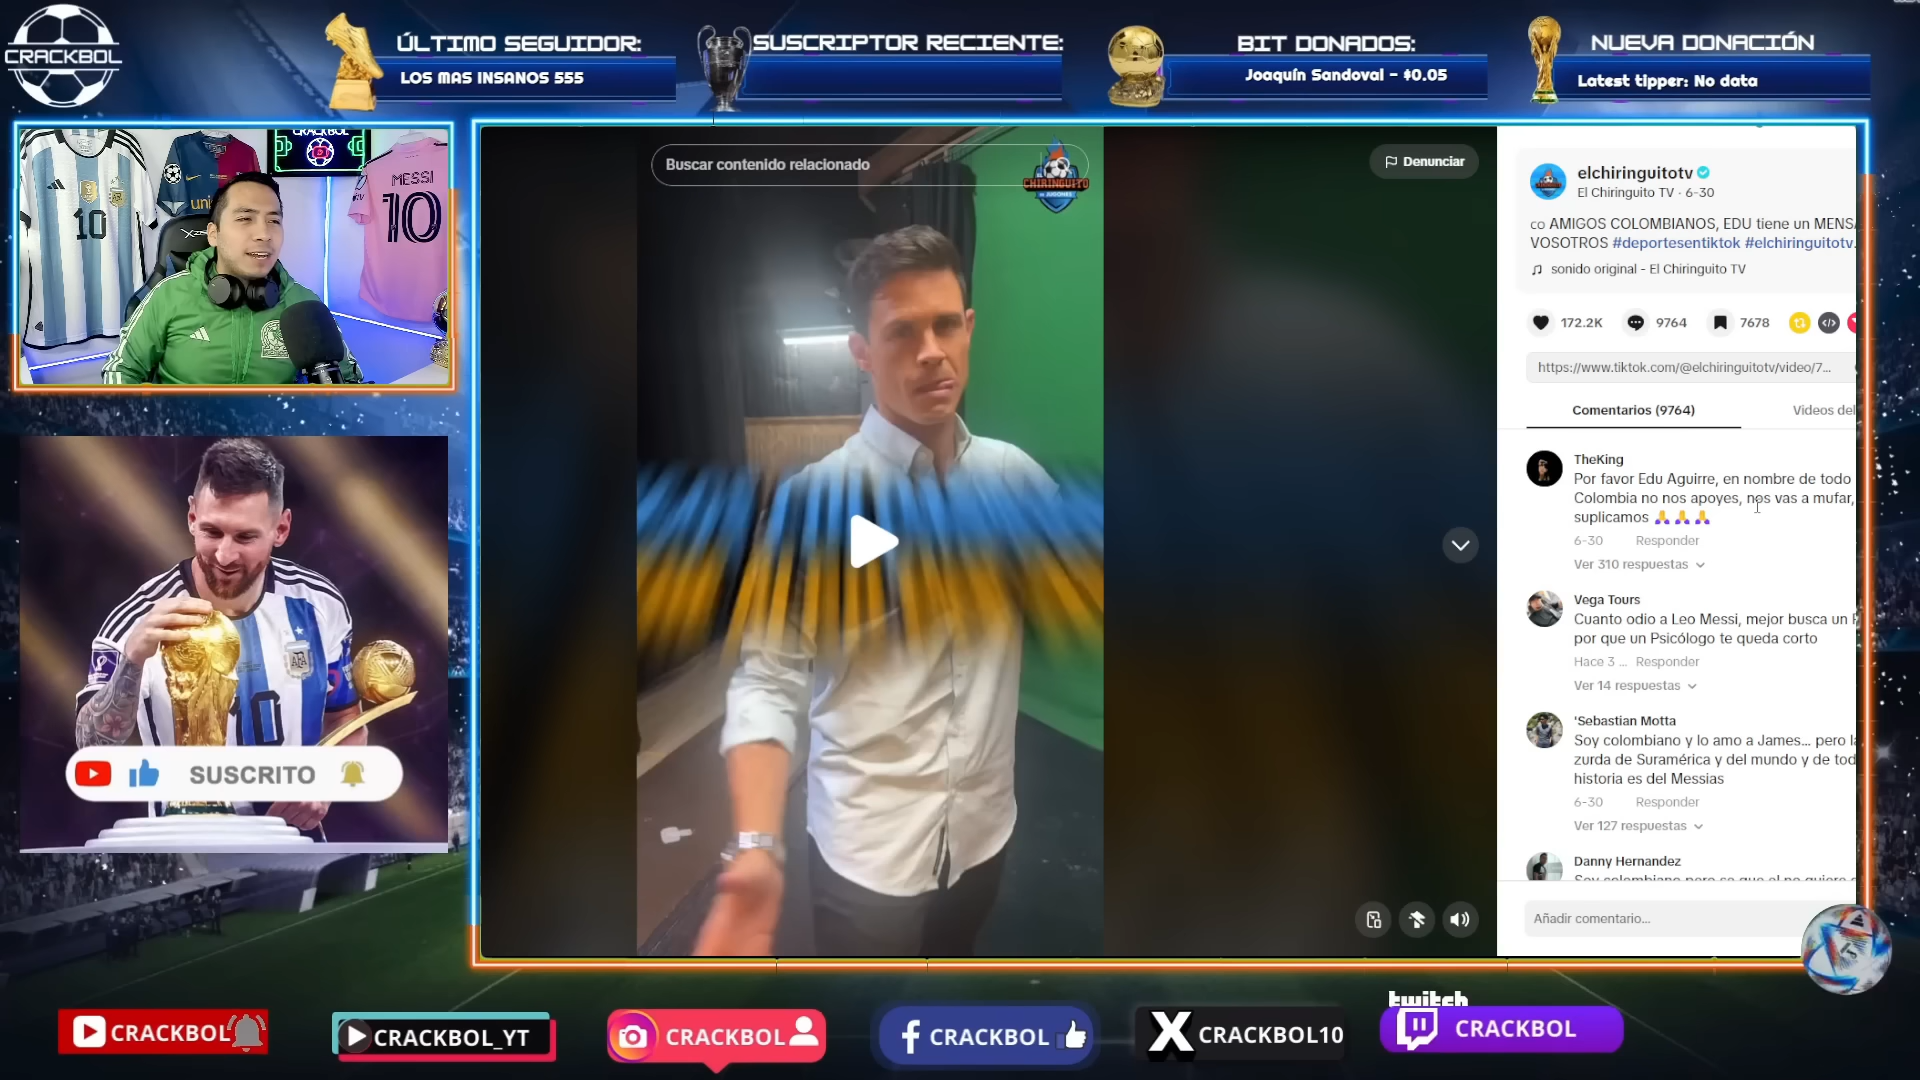 CRACKBOL
ÚLTIMO SEGUIDOR:
LOS MAS INSANOS 555
SUSCRIPTOR RECIENTE:
BIT DONADOS:
Joaquín Sandoval - $0.05
NUEVA DONACIÓN
Latest tipper: No data
CRACKBOL
MESSI
10
10
SUSCRITO
Buscar contenido relacionado
CHIRINGUITO
DE JUGONES
Denunciar
elchiringuitotv
El Chiringuito TV · 6-30
co AMIGOS COLOMBIANOS, EDU tiene un MENSA
VOSOTROS #deportesentiktok #elchiringuitotv.
sonido original - El Chiringuito TV
172.2K
9764
7678
https://www.tiktok.com/@elchiringuitotv/video/7...
Comentarios (9764)
Videos del
TheKing
Por favor Edu Aguirre, en nombre de todo
Colombia no nos apoyes, nos vas a mufar,
suplicamos 🙏 🙏 🙏
6-30 Responder
Ver 310 respuestas
Vega Tours
Cuanto odio a Leo Messi, mejor busca un
por que un Psicólogo te queda corto
Hace 3 ... Responder
Ver 14 respuestas
'Sebastian Motta
Soy colombiano y lo amo a James... pero la
zurda de Suramérica y del mundo y de tod
historia es del Messias
6-30 Responder
Ver 127 respuestas
Danny Hernandez
Añadir comentario...
CRACKBOL
CRACKBOL_YT
CRACKBOL
CRACKBOL
CRACKBOL10
twitch
CRACKBOL